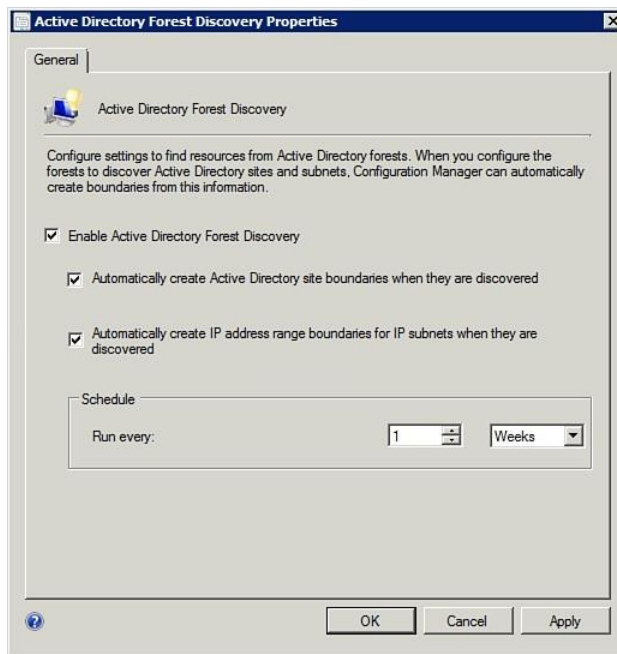 Active Directory Forest Discovery Properties
General
Active Directory Forest Discovery
Configure settings to find resources from Active Directory forests. When you configure the
forests to discover Active Directory sites and subnets, Configuration Manager can automatically
create boundaries from this information.
Enable Active Directory Forest Discovery
Automatically create Active Directory site boundaries when they are discovered
Automatically create IP address range boundaries for IP subnets when they are
discovered
Schedule
Run every: 1 Weeks
OK Cancel Apply